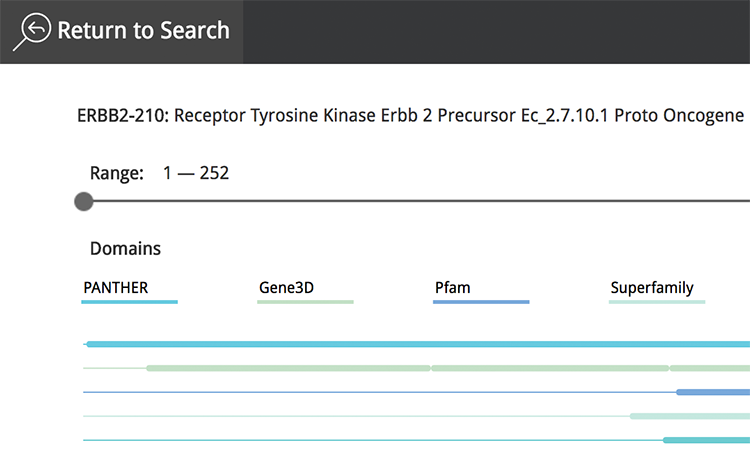 Return to Search
ERBB2-210: Receptor Tyrosine Kinase Erbb 2 Precursor Ec_2.7.10.1 Proto Oncogene
Range: 1 — 252
Domains
PANTHER Gene3D Pfam Superfamily